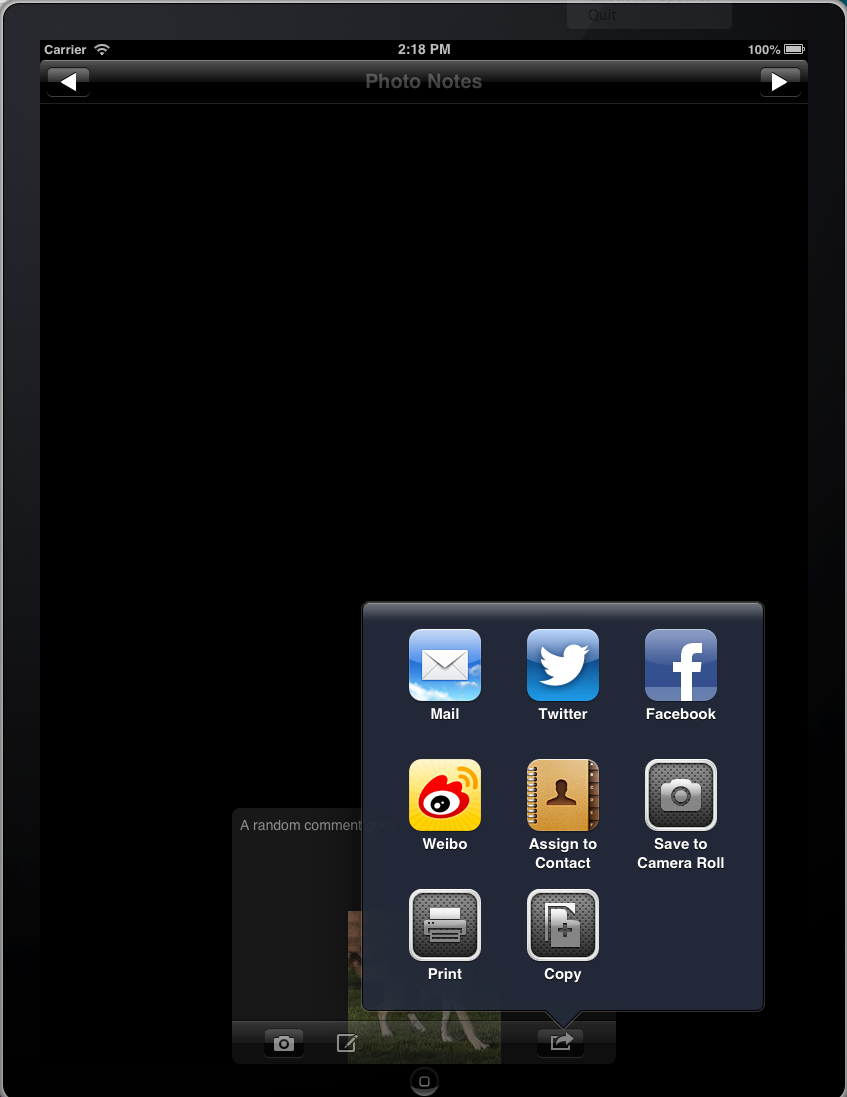 Quit
Carrier 2:18 PM 100%
Photo Notes
Mail Twitter Facebook
Weibo Assign to Contact Save to Camera Roll
A random comment
Print Copy